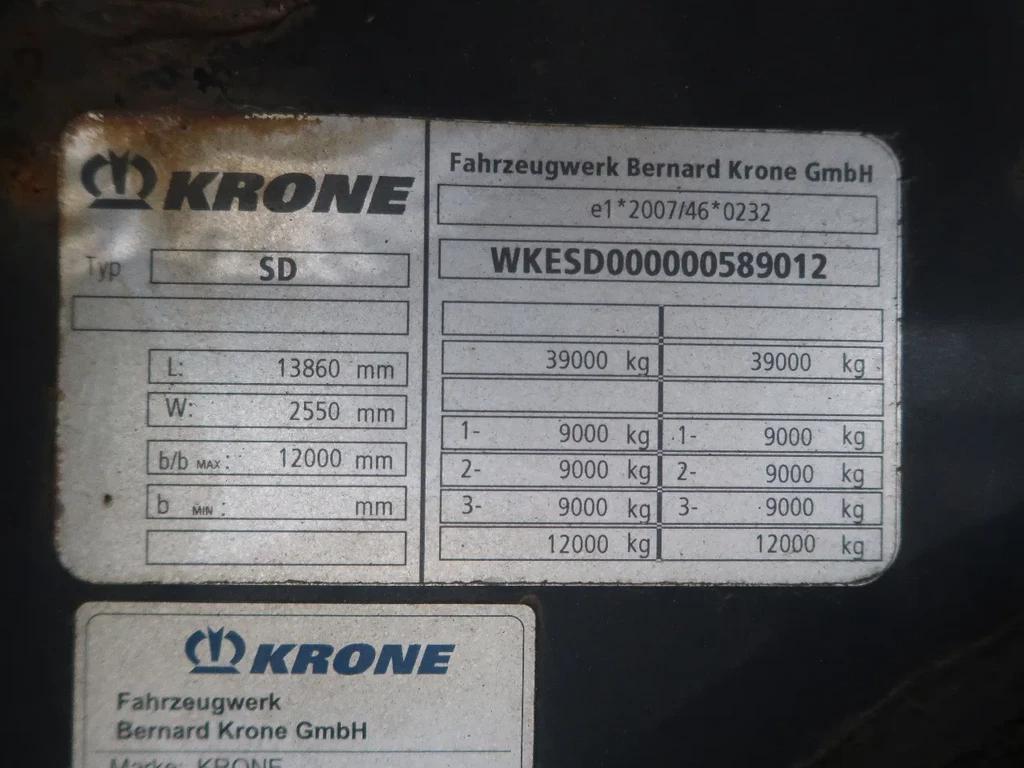 KRONE
Typ SD
L: 13860 mm
W: 2550 mm
b/b MAX: 12000 mm
b MIN: mm
Fahrzeugwerk Bernard Krone GmbH
e1*2007/46*0232
WKESD000000589012
39000 kg 39000 kg
1- 9000 kg 1- 9000 kg
2- 9000 kg 2- 9000 kg
3- 9000 kg 3- 9000 kg
12000 kg 12000 kg
KRONE
Fahrzeugwerk
Bernard Krone GmbH
Marke: KRONE